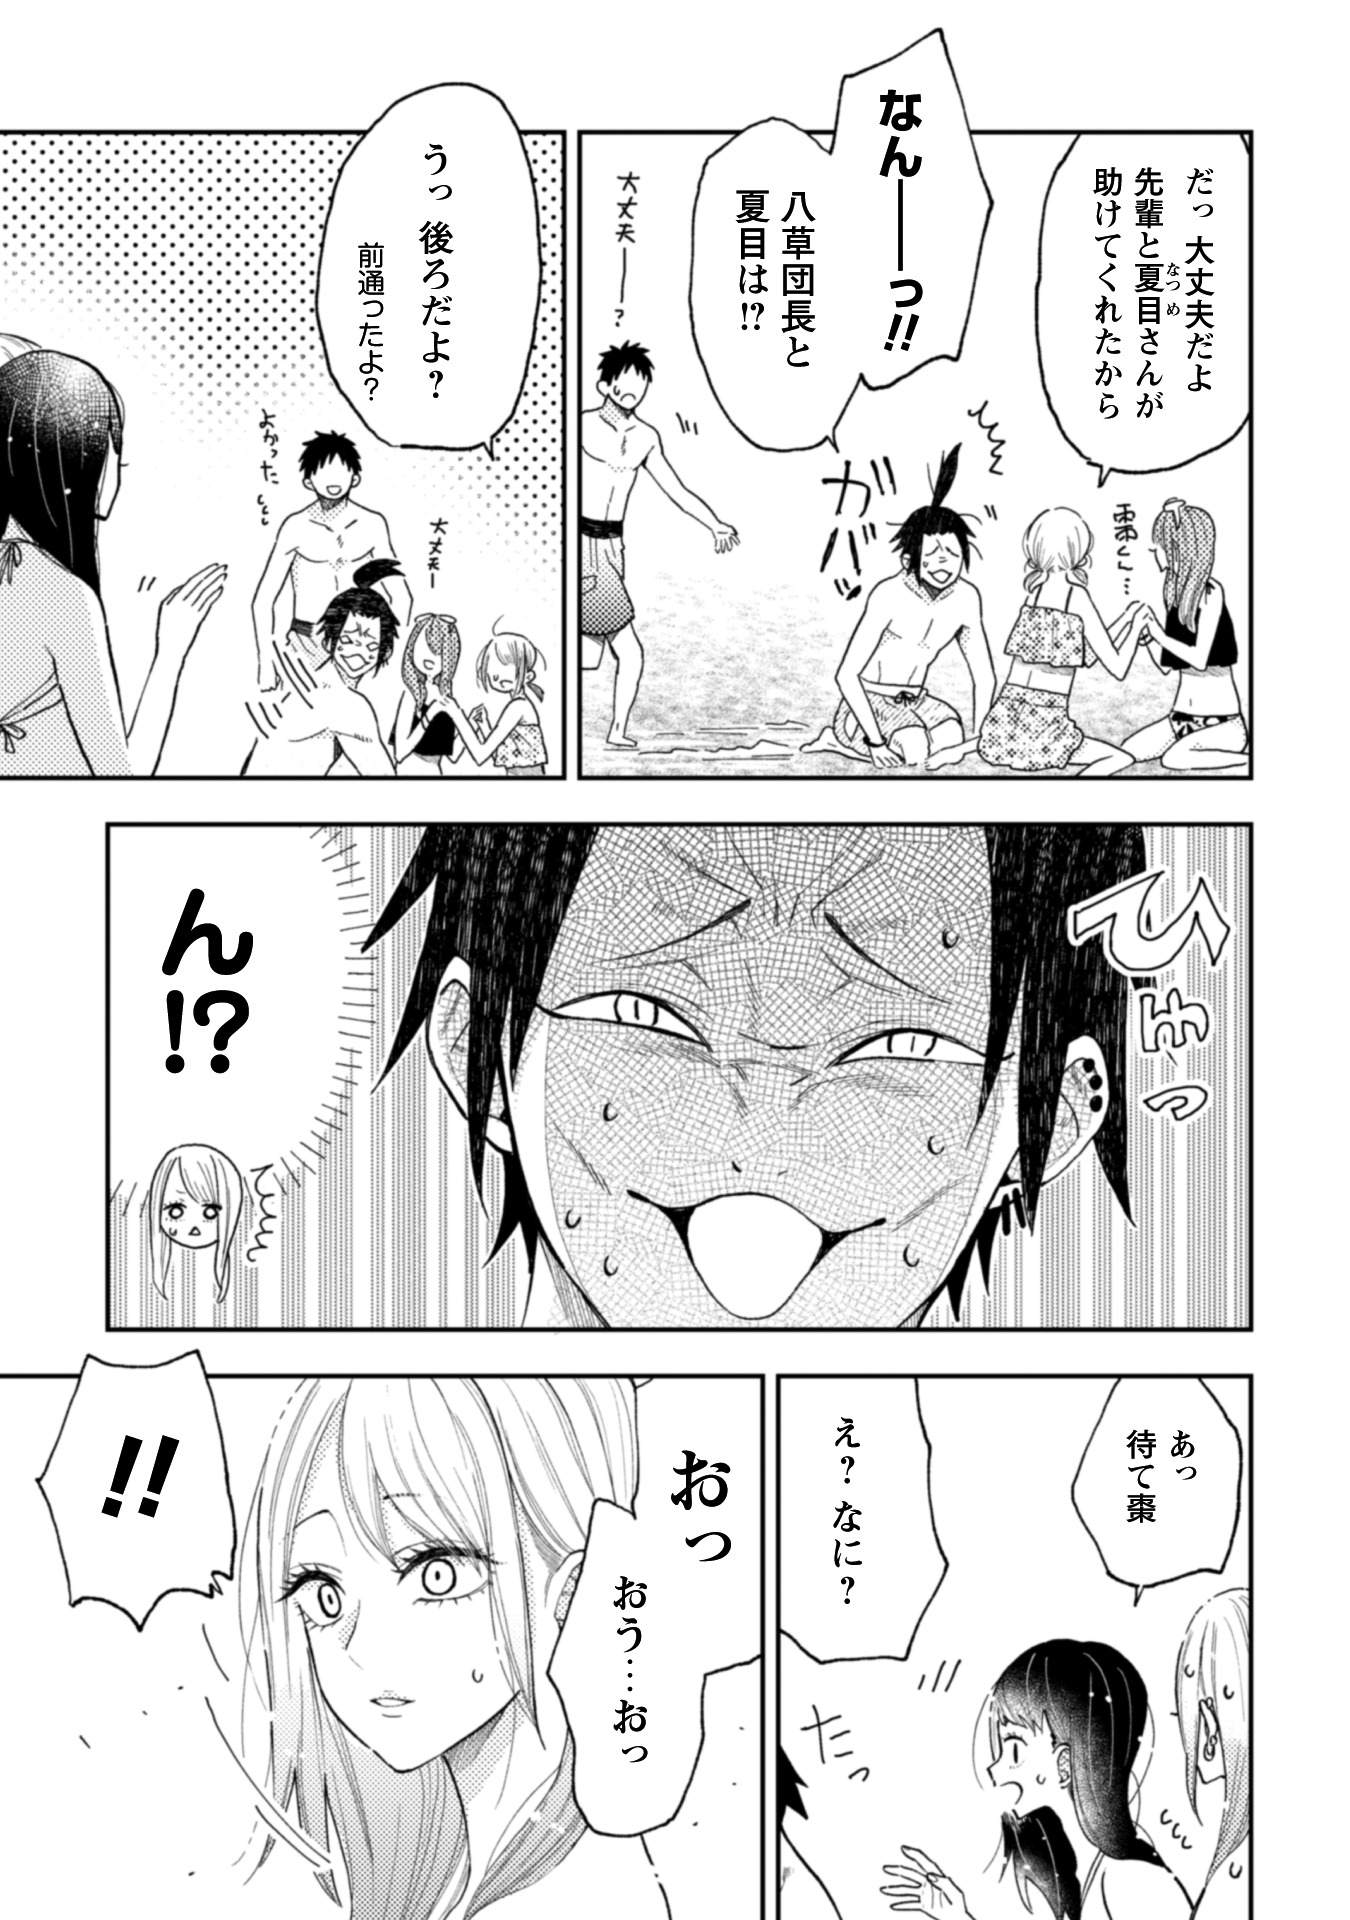 だっ 大丈夫だよ
先輩と夏目さんが
なつめ
助けてくれたから
なん――っ!!
八草団長と
夏目は!?
大丈夫―?
ガバッ
うっ 後ろだよ?
前通ったよ?
よかったぁ
大丈夫ー
ひゅっ
ん!?
あっ
待て棗
え? なに?
たっ
おっ
おう…おっ
!!